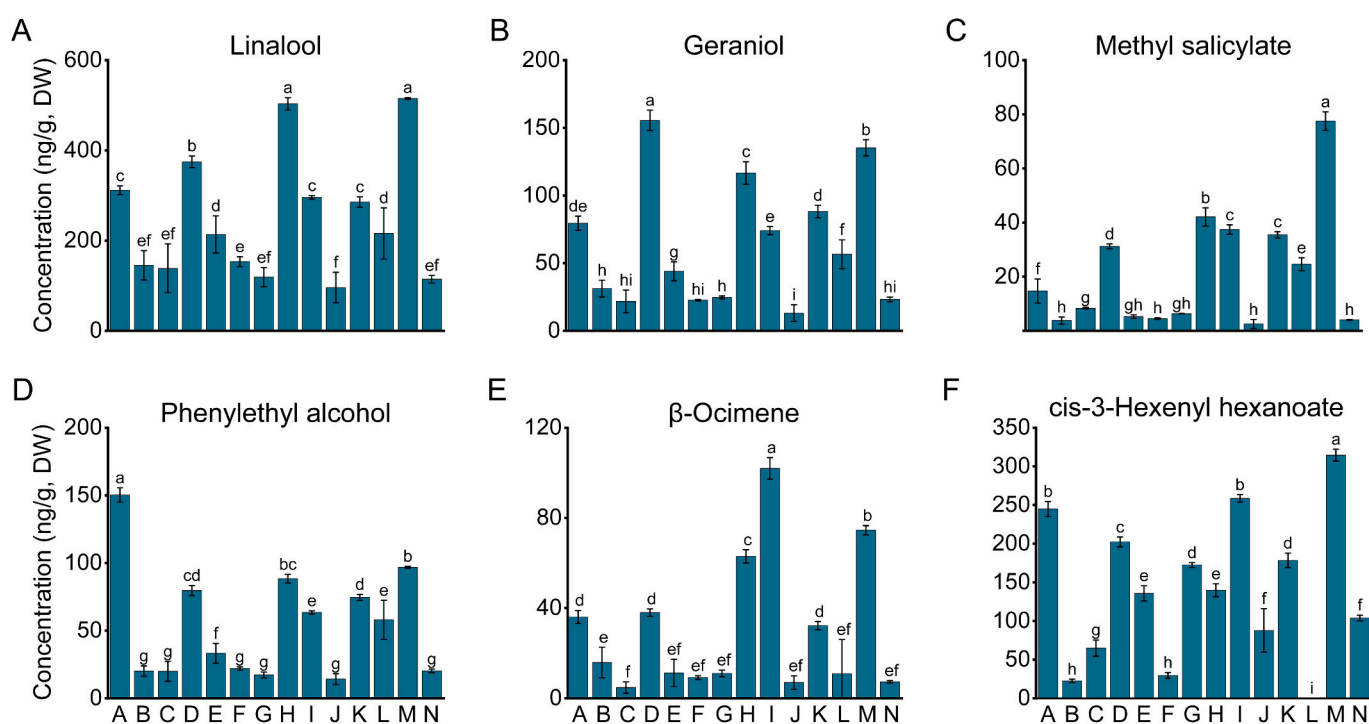 A
Linalool
Concentration (ng/g, DW)
600
400
200
0
c
ef
ef
b
d
e
ef
a
c
f
c
d
a
ef
B
Geraniol
200
150
100
50
0
de
h
hi
a
g
hi
h
c
e
i
d
f
b
hi
C
Methyl salicylate
100
80
60
40
20
f
h
g
d
gh
h
gh
b
c
h
c
e
a
h
D
Phenylethyl alcohol
Concentration (ng/g, DW)
200
150
100
50
0
a
g
g
cd
f
g
g
bc
e
g
d
e
b
g
A B C D E F G H I J K L M N
E
β-Ocimene
120
80
40
0
d
e
f
d
ef
ef
ef
c
a
ef
d
ef
b
ef
A B C D E F G H I J K L M N
F
cis-3-Hexenyl hexanoate
350
300
250
200
150
100
50
0
b
h
g
c
e
f
d
e
b
f
d
i
a
f
A B C D E F G H I J K L M N